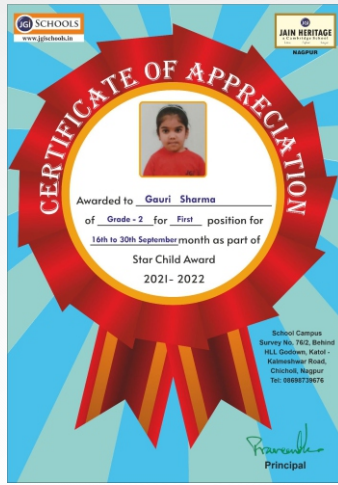 JGI SCHOOLS
www.jgischools.in
JGI
JAIN HERITAGE
a Cambridge School
NAGPUR
CERTIFICATE OF APPRECIATION
Awarded to Gauri Sharma
of Grade - 2 for First position for
16th to 30th September month as part of
Star Child Award
2021- 2022
School Campus
Survey No. 76/2, Behind
HLL Godown, Katol -
Kalmeshwar Road,
Chicholi, Nagpur
Tel: 08698739676
Principal